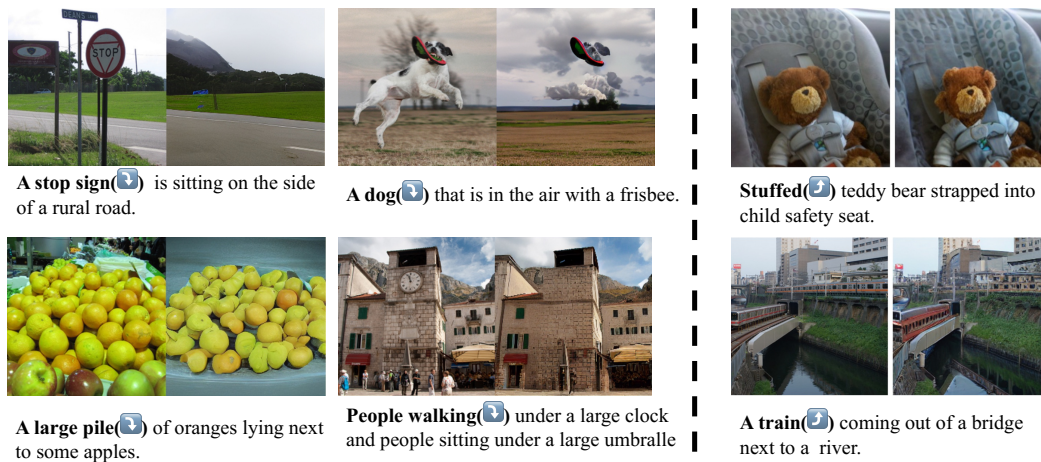 STOP
A stop sign(⤵) is sitting on the side
of a rural road.
A dog(⤵) that is in the air with a frisbee.
Stuffed(⤴) teddy bear strapped into
child safety seat.
A large pile(⤵) of oranges lying next
to some apples.
People walking(⤵) under a large clock
and people sitting under a large umbralle
A train(⤴) coming out of a bridge
next to a river.